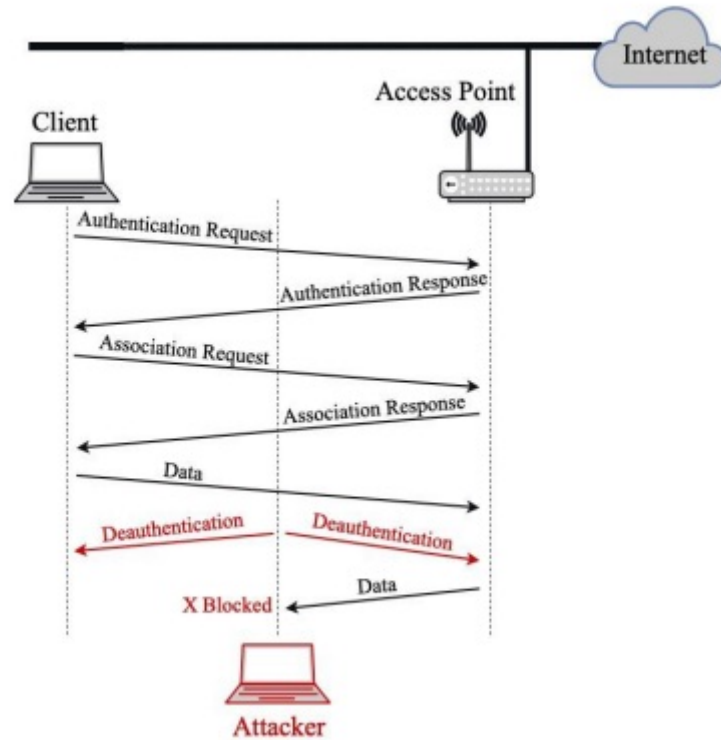 Internet
Access Point
Client
Authentication Request
Authentication Response
Association Request
Association Response
Data
Deauthentication
Deauthentication
Data
X Blocked
Attacker